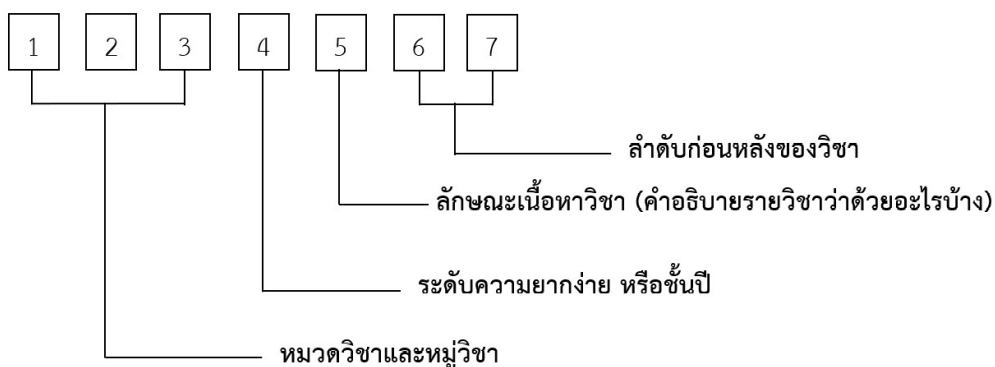 1 2 3 4 5 6 7
ลำดับก่อนหลังของวิชา
ลักษณะเนื้อหาวิชา (คำอธิบายรายวิชาว่าด้วยอะไรบ้าง)
ระดับความยากง่าย หรือชั้นปี
หมวดวิชาและหมู่วิชา